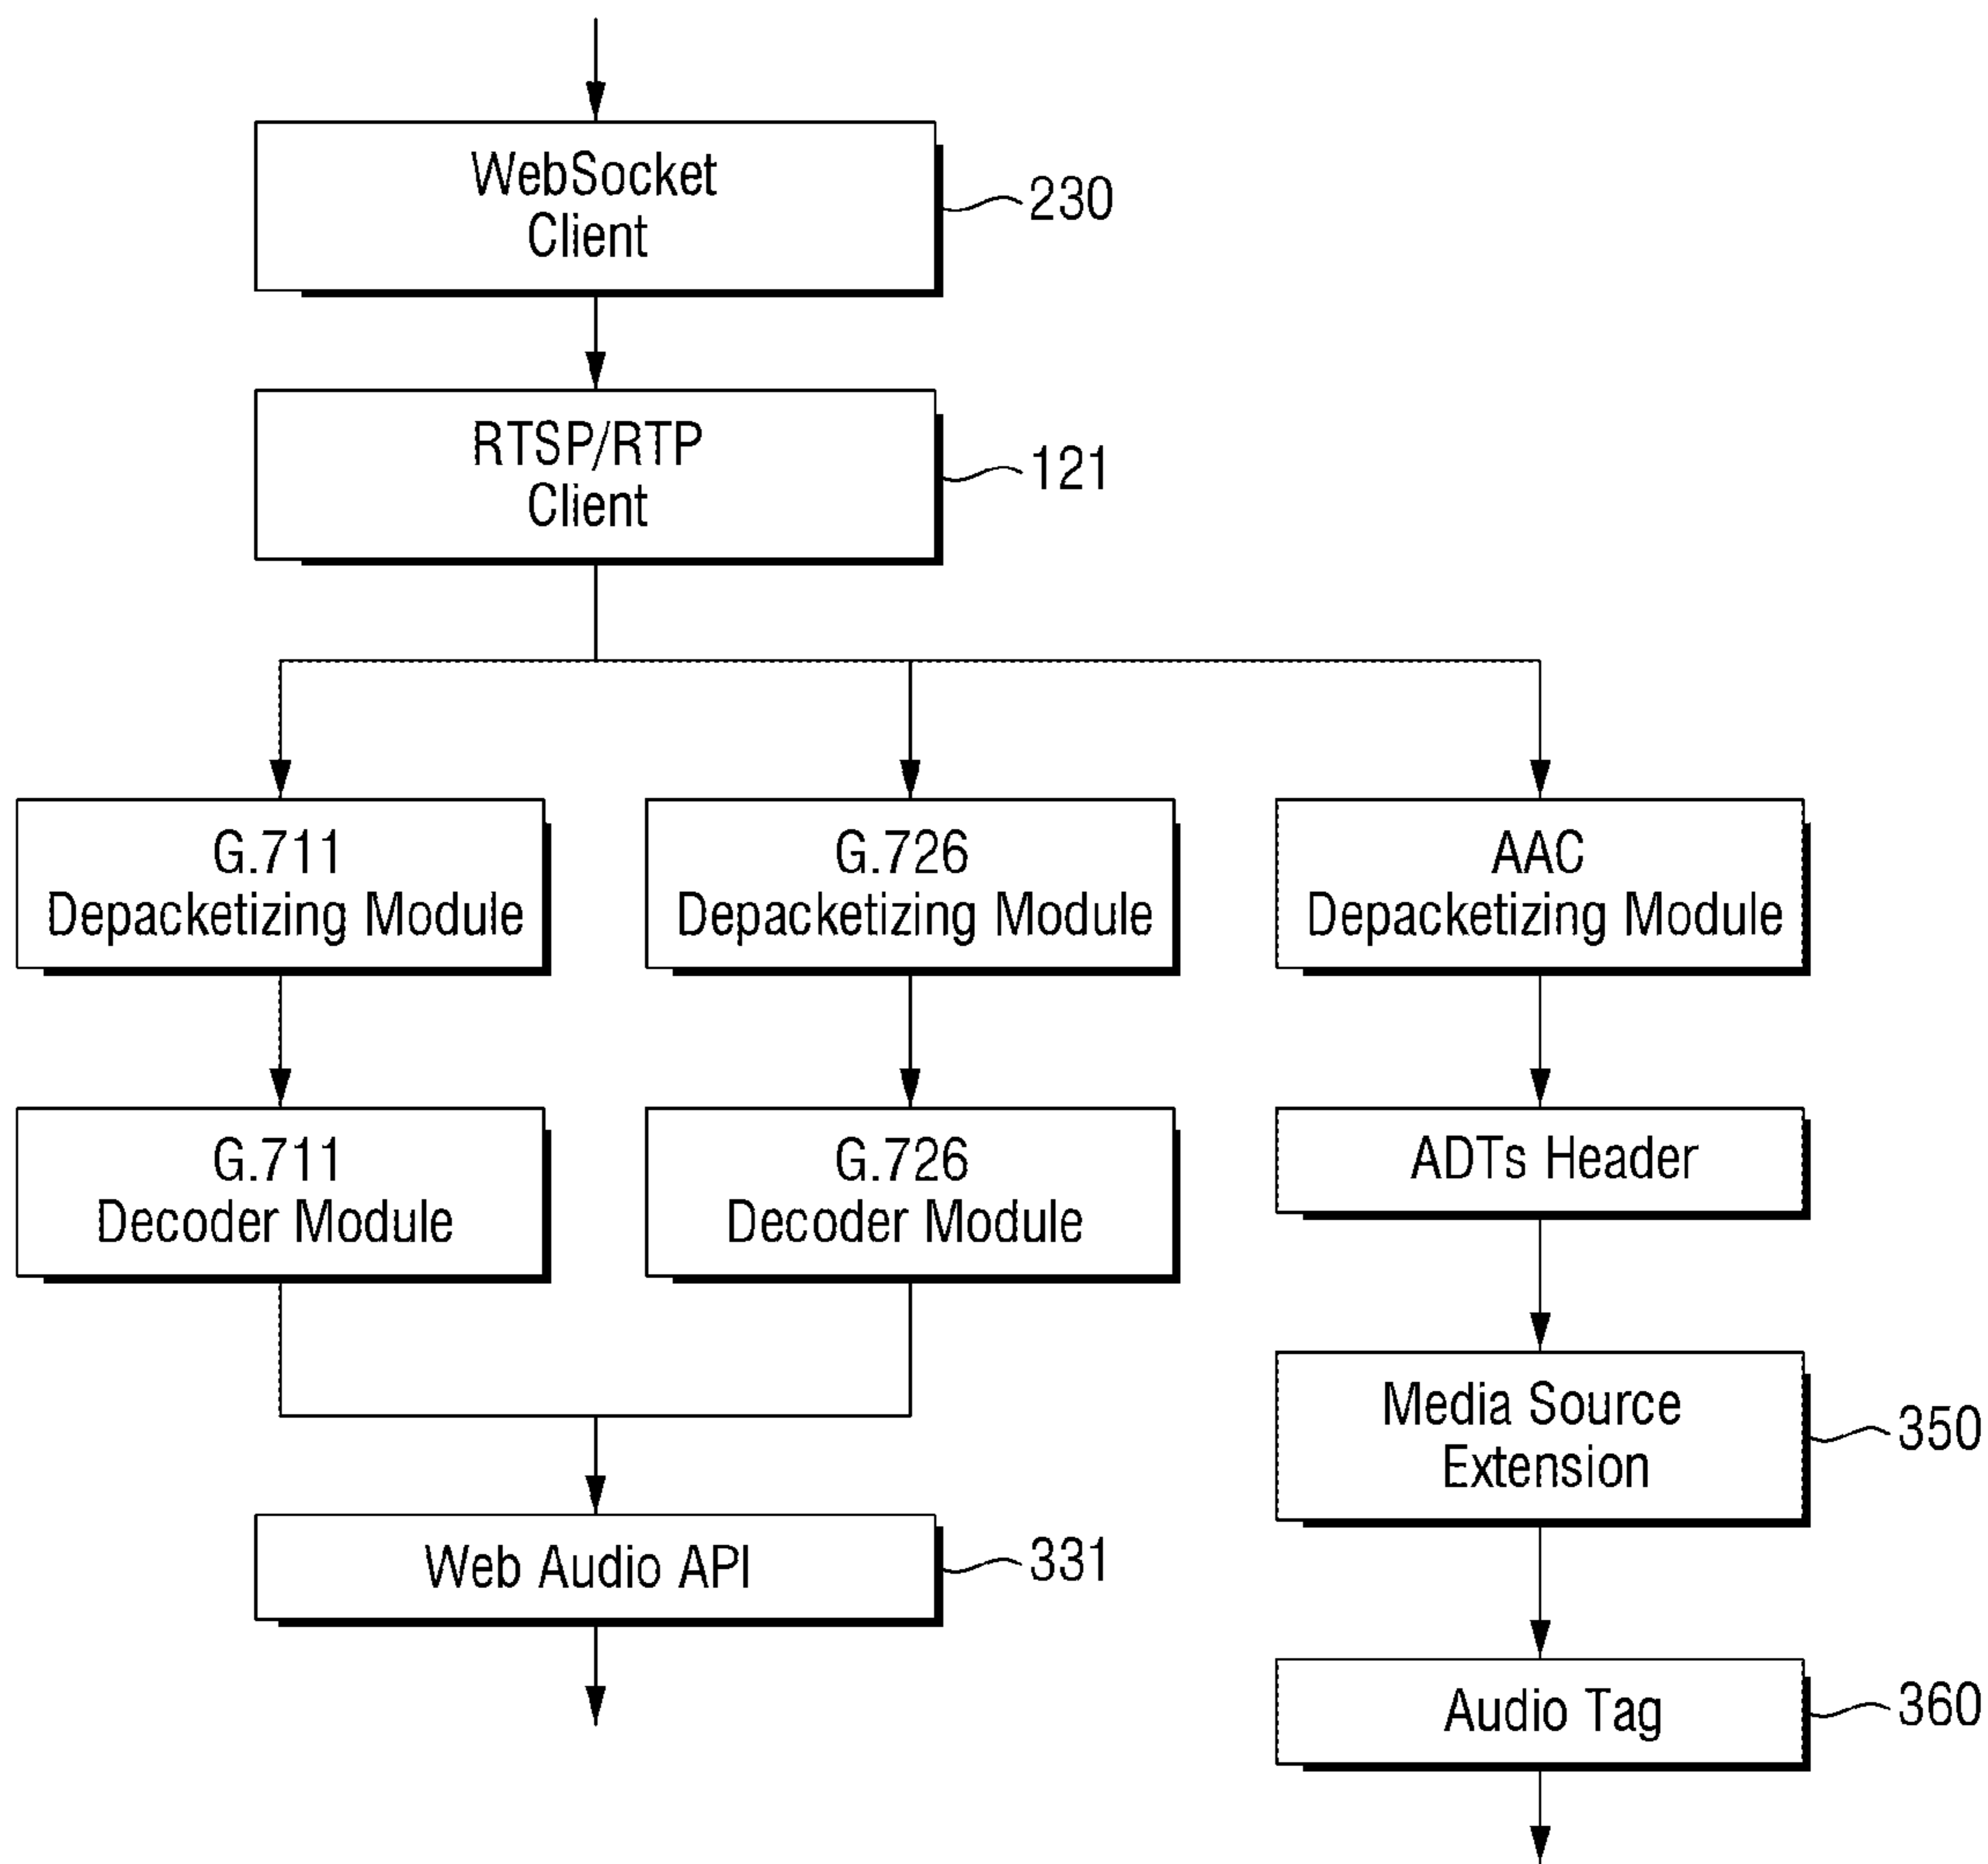 WebSocket
Client
230
RTSP/RTP
Client
121
G.711
Depacketizing Module
G.726
Depacketizing Module
AAC
Depacketizing Module
G.711
Decoder Module
G.726
Decoder Module
ADTs Header
Media Source
Extension
350
Web Audio API
331
Audio Tag
360